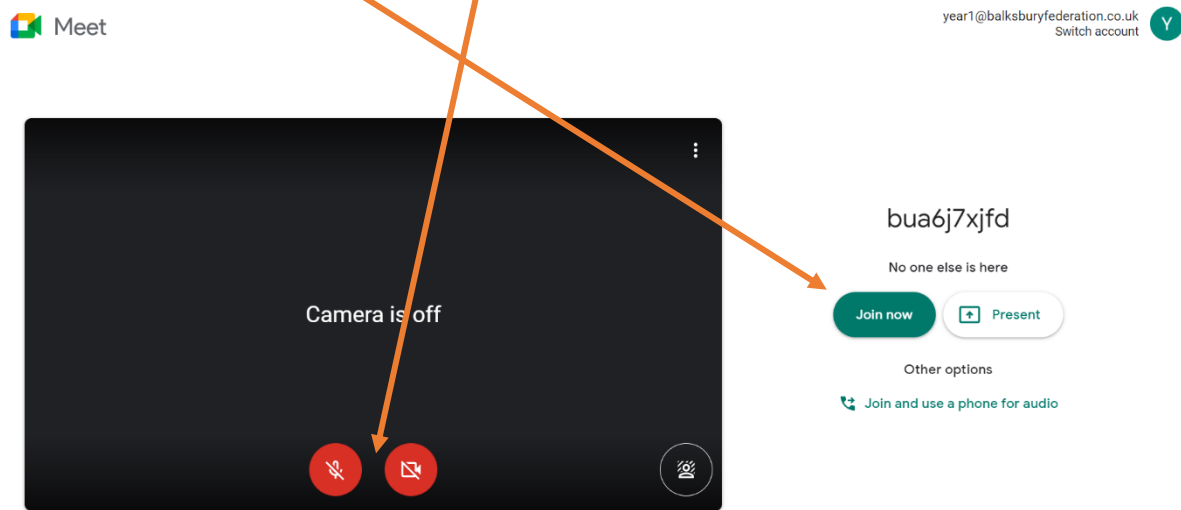 Meet
year1@balksburyfederation.co.uk
Switch account
Y
Camera is off
bua6j7xjfd
No one else is here
Join now
Present
Other options
Join and use a phone for audio